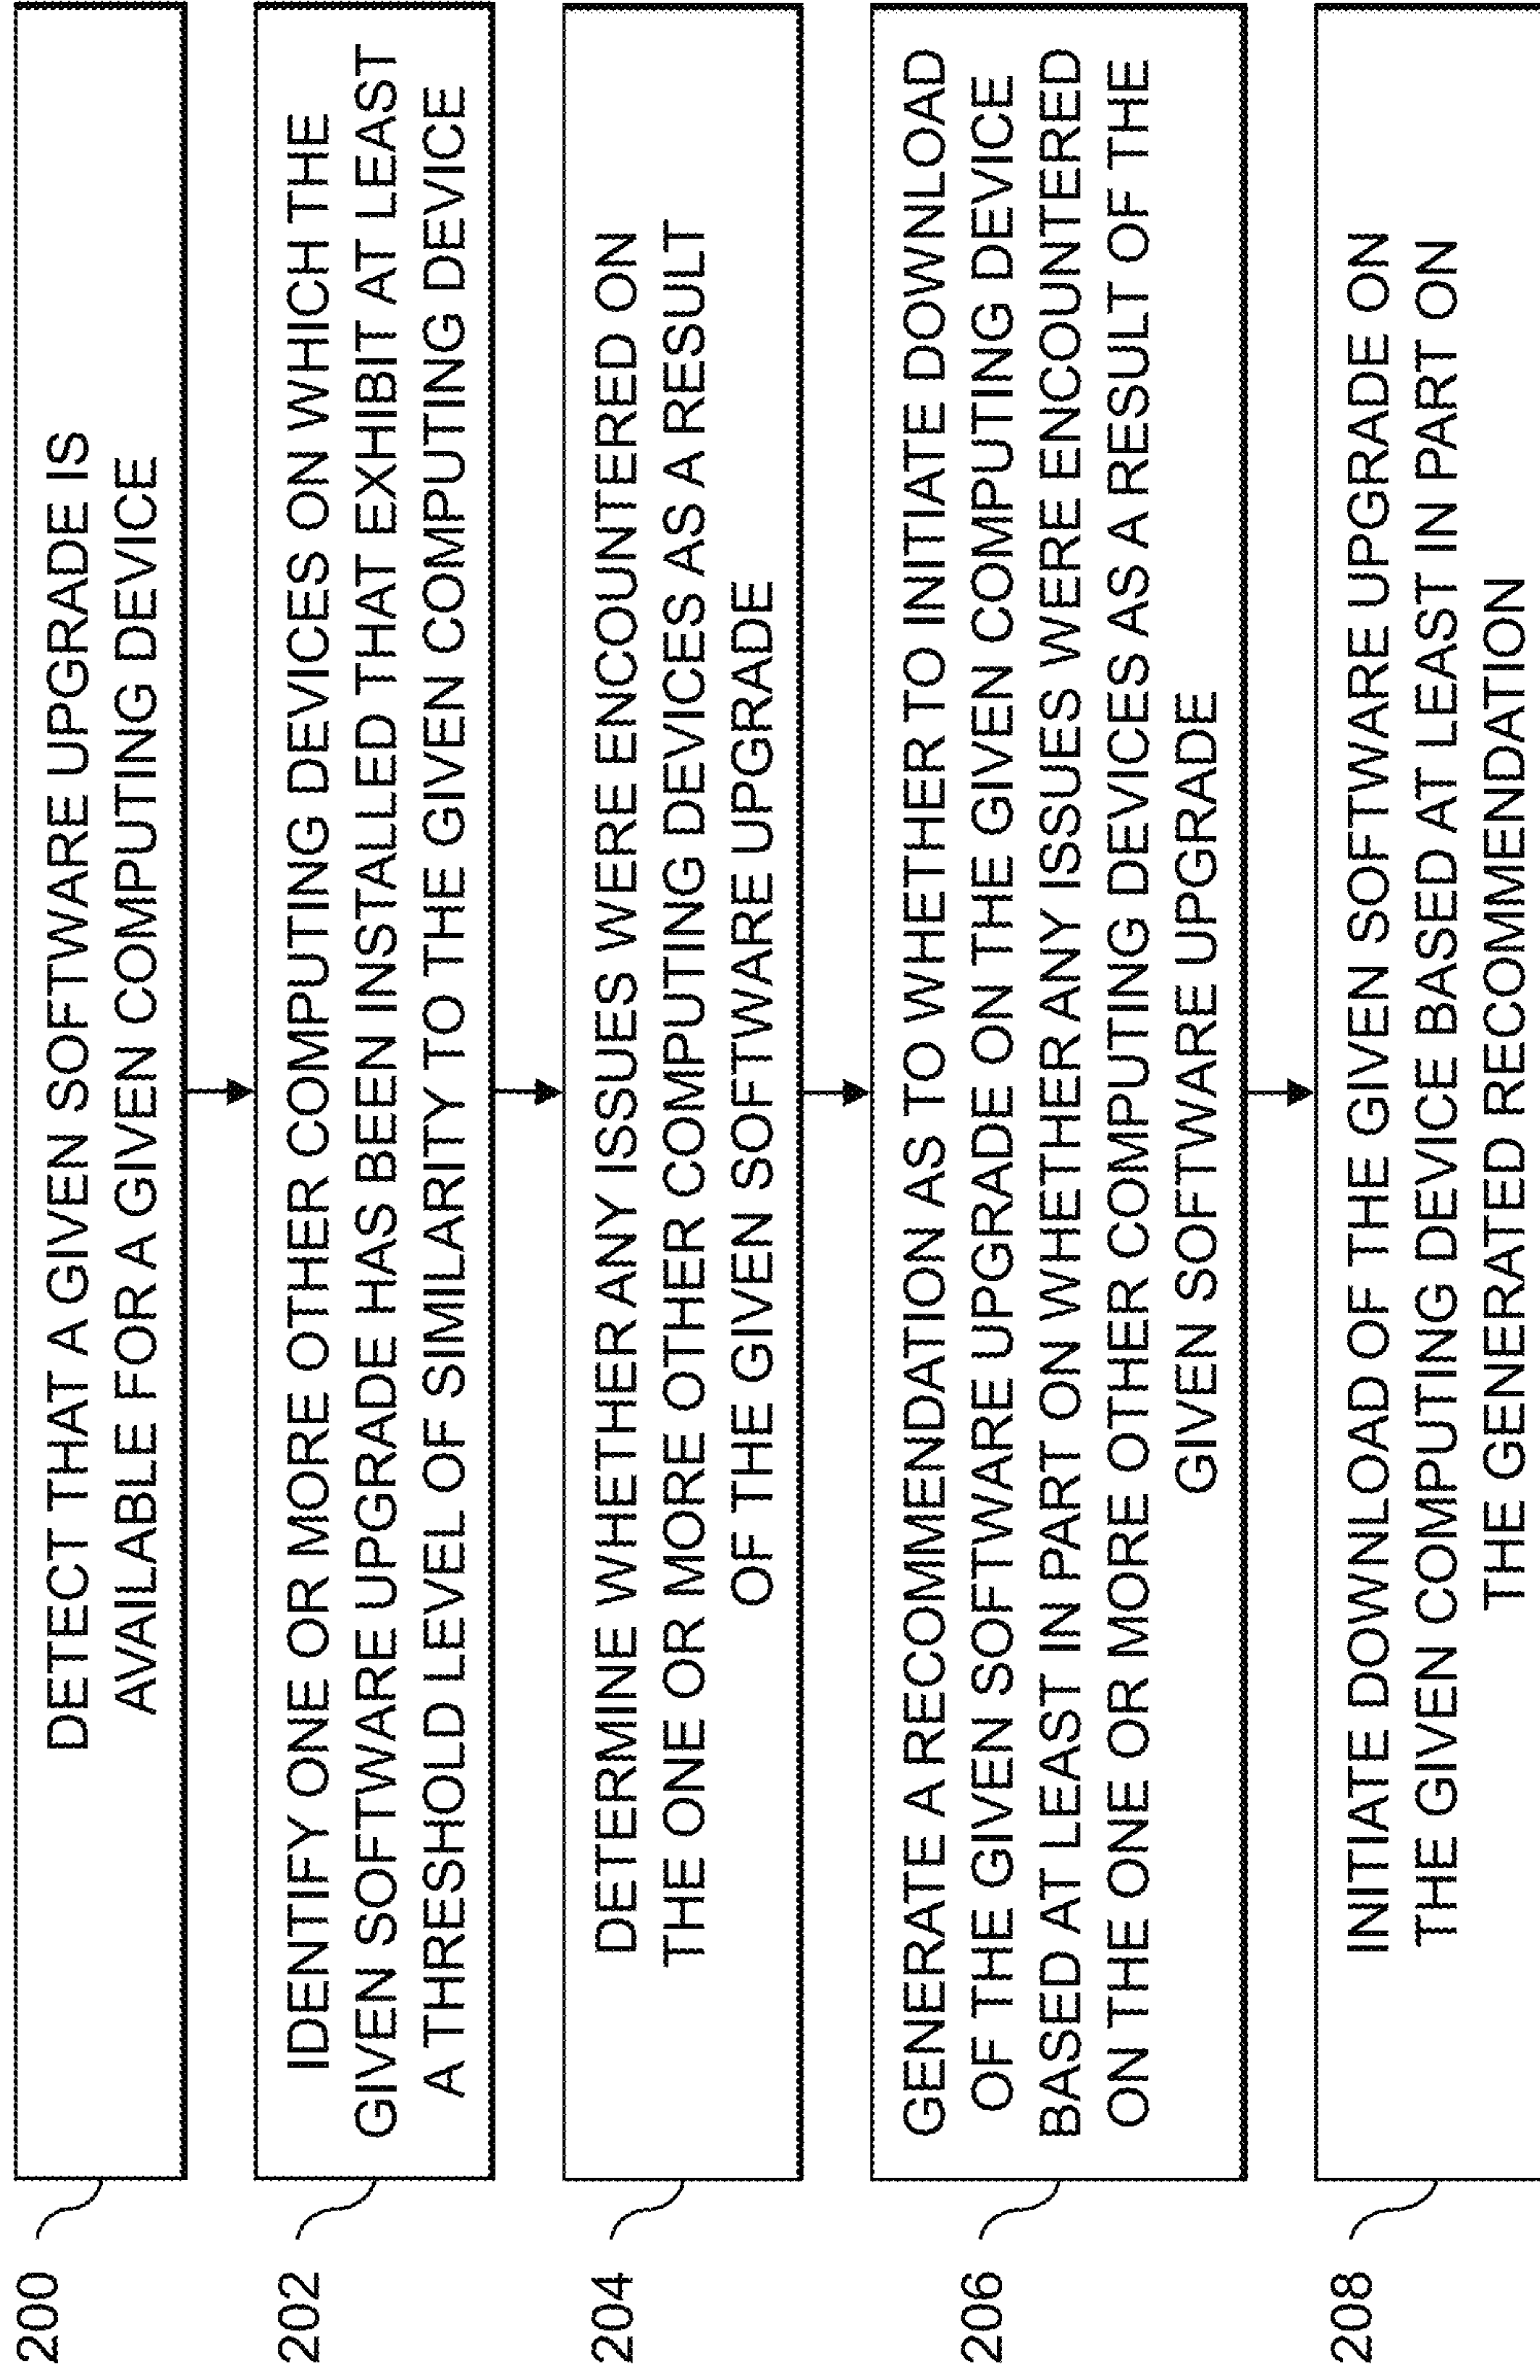 200
DETECT THAT A GIVEN SOFTWARE UPGRADE IS
AVAILABLE FOR A GIVEN COMPUTING DEVICE
202
IDENTIFY ONE OR MORE OTHER COMPUTING DEVICES ON WHICH THE
GIVEN SOFTWARE UPGRADE HAS BEEN INSTALLED THAT EXHIBIT AT LEAST
A THRESHOLD LEVEL OF SIMILARITY TO THE GIVEN COMPUTING DEVICE
204
DETERMINE WHETHER ANY ISSUES WERE ENCOUNTERED ON
THE ONE OR MORE OTHER COMPUTING DEVICES AS A RESULT
OF THE GIVEN SOFTWARE UPGRADE
206
GENERATE A RECOMMENDATION AS TO WHETHER TO INITIATE DOWNLOAD
OF THE GIVEN SOFTWARE UPGRADE ON THE GIVEN COMPUTING DEVICE
BASED AT LEAST IN PART ON WHETHER ANY ISSUES WERE ENCOUNTERED
ON THE ONE OR MORE OTHER COMPUTING DEVICES AS A RESULT OF THE
GIVEN SOFTWARE UPGRADE
208
INITIATE DOWNLOAD OF THE GIVEN SOFTWARE UPGRADE ON
THE GIVEN COMPUTING DEVICE BASED AT LEAST IN PART ON
THE GENERATED RECOMMENDATION